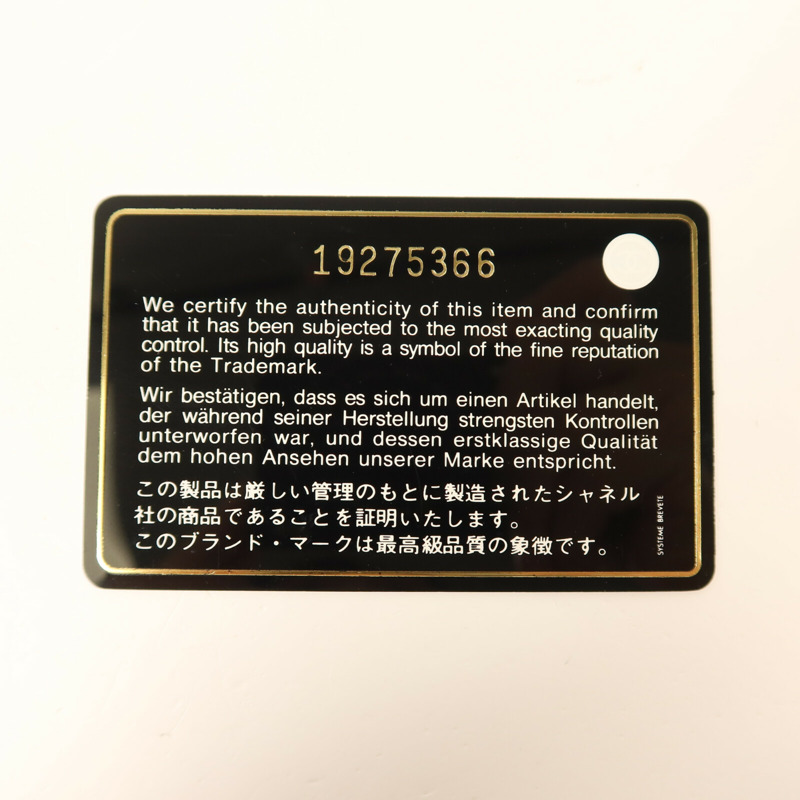 19275366
We certify the authenticity of this item and confirm
that it has been subjected to the most exacting quality
control. Its high quality is a symbol of the fine reputation
of the Trademark.
Wir bestätigen, dass es sich um einen Artikel handelt,
der während seiner Herstellung strengsten Kontrollen
unterworfen war, und dessen erstklassige Qualität
dem hohen Ansehen unserer Marke entspricht.
この製品は厳しい管理のもとに製造されたシャネル
社の商品であることを証明いたします。
このブランド・マークは最高級品質の象徴です。
SYSTEME BREVETE